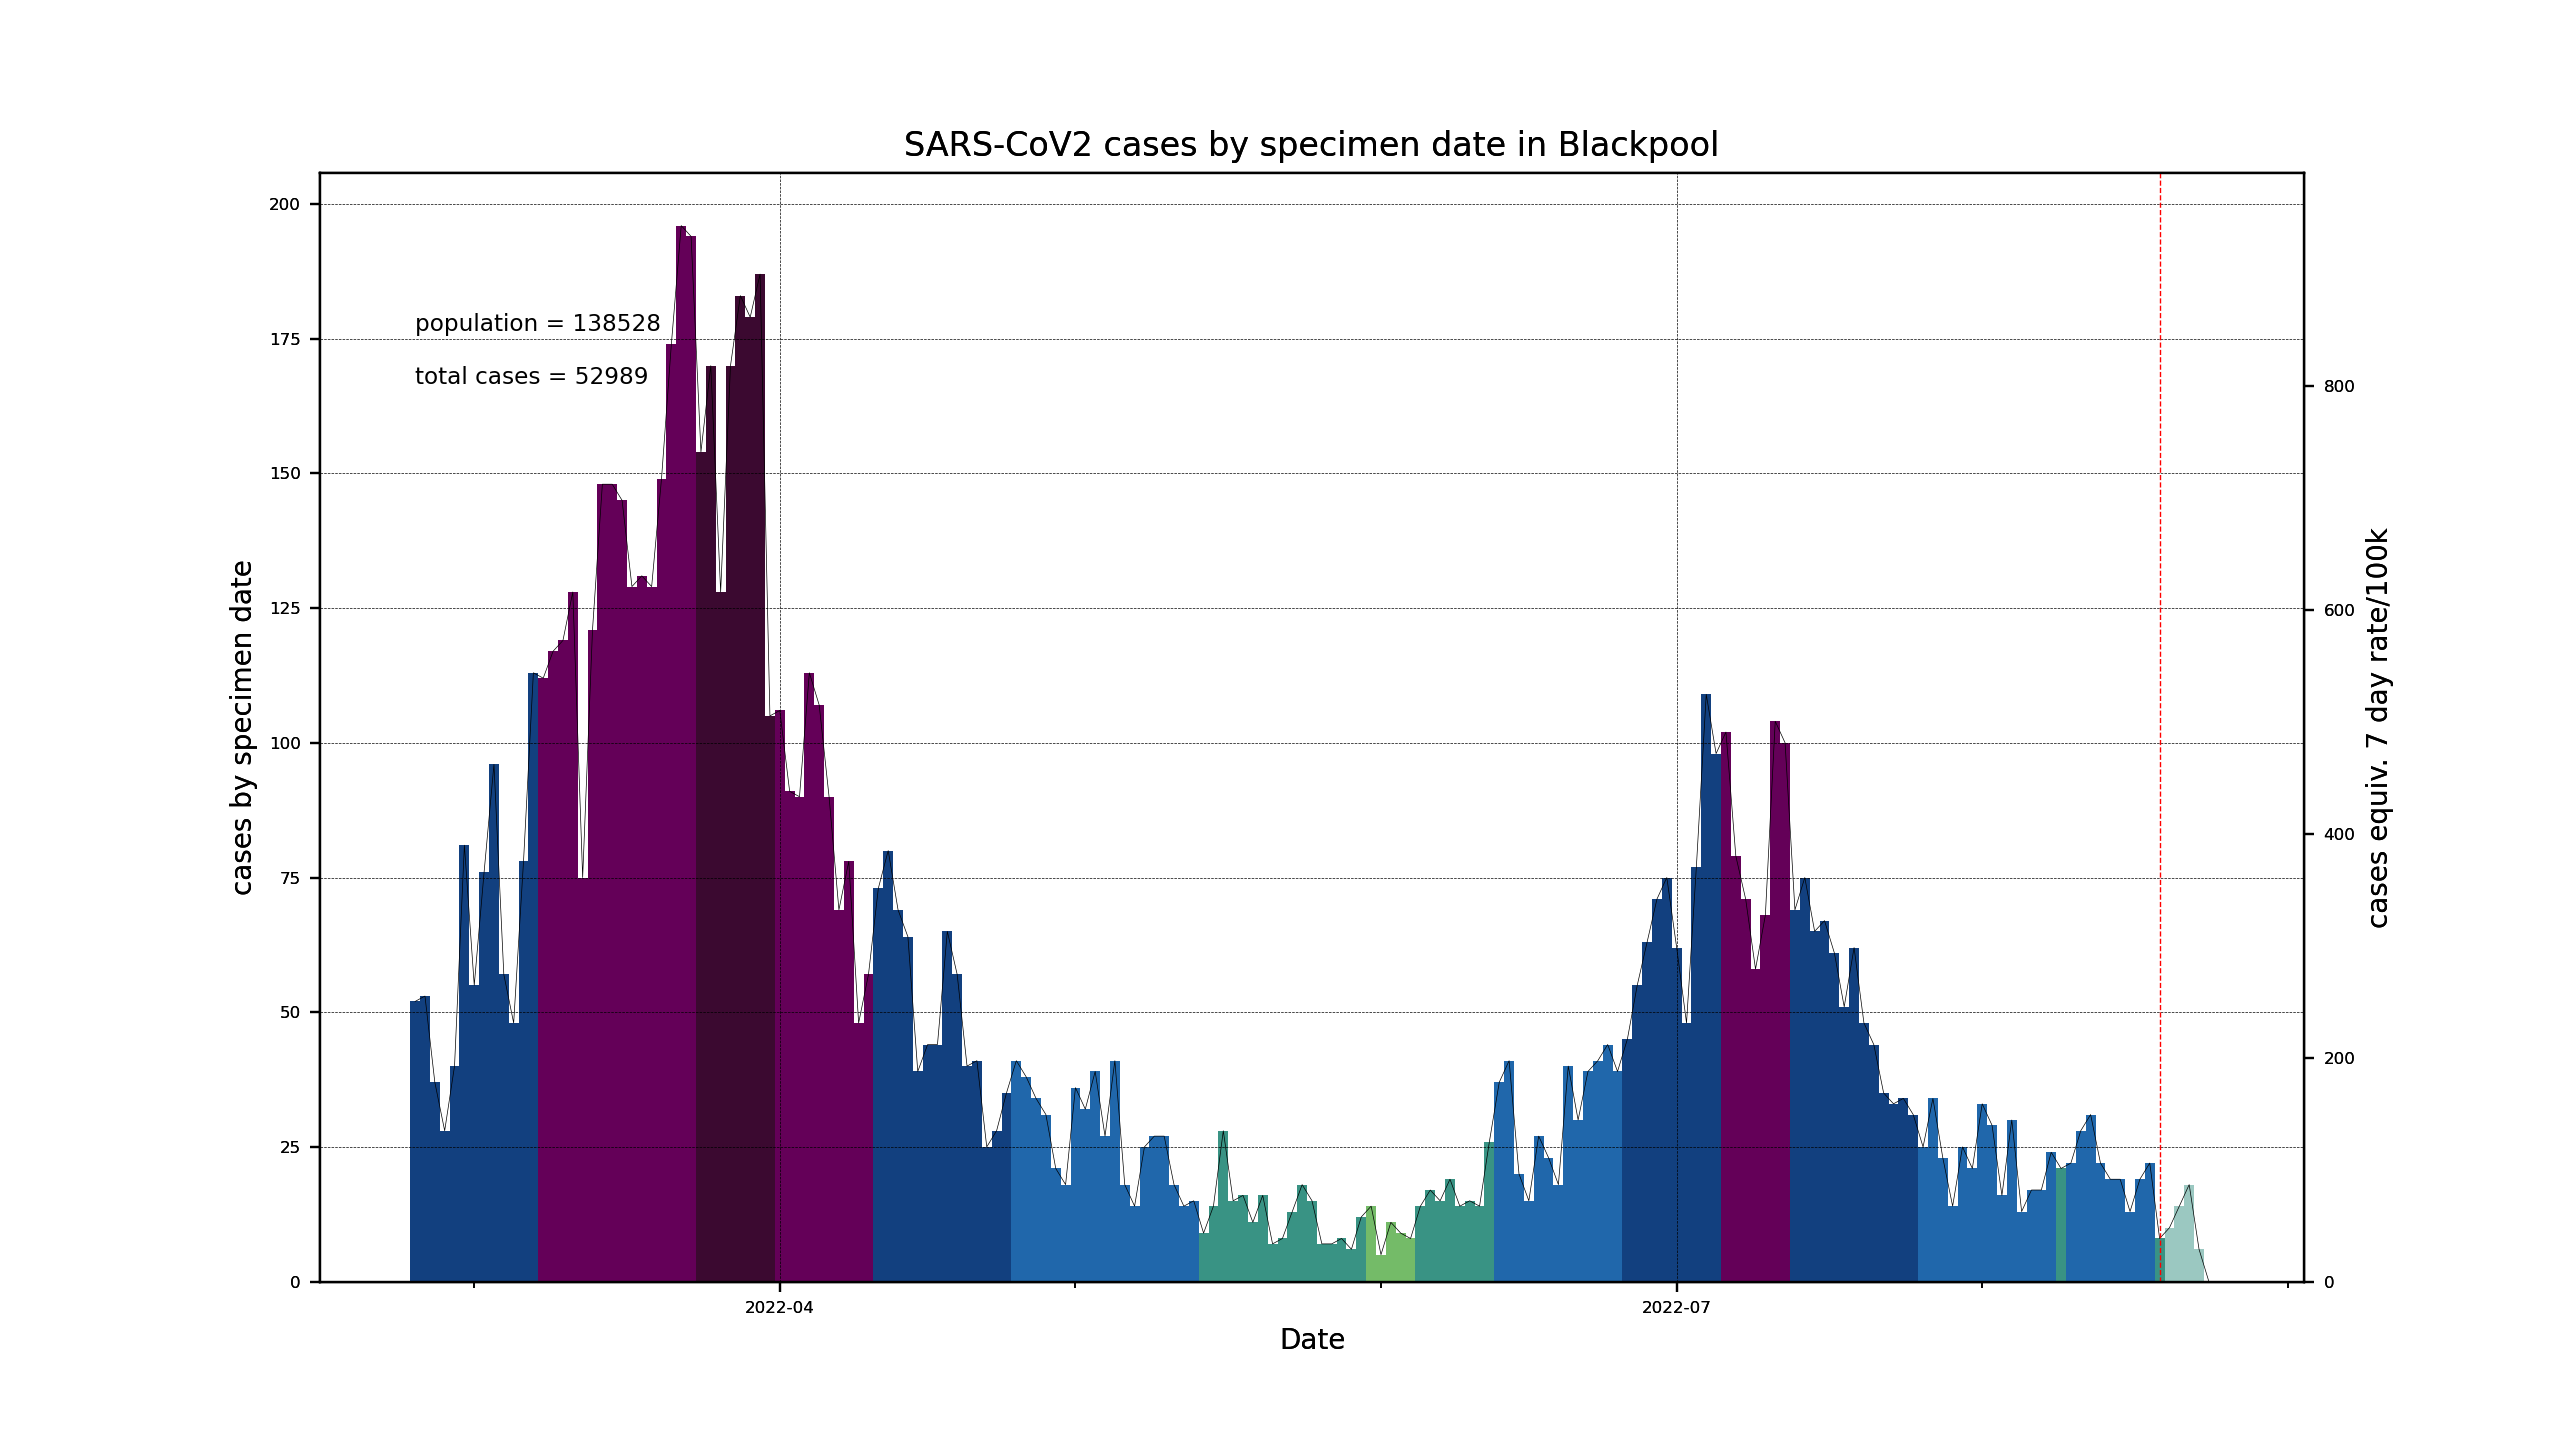 SARS-CoV2 cases by specimen date in Blackpool
population = 138528
total cases = 52989
cases by specimen date
200
175
150
125
100
75
50
25
0
800
600
400
200
0
cases equiv. 7 day rate/100k
2022-04
2022-07
Date